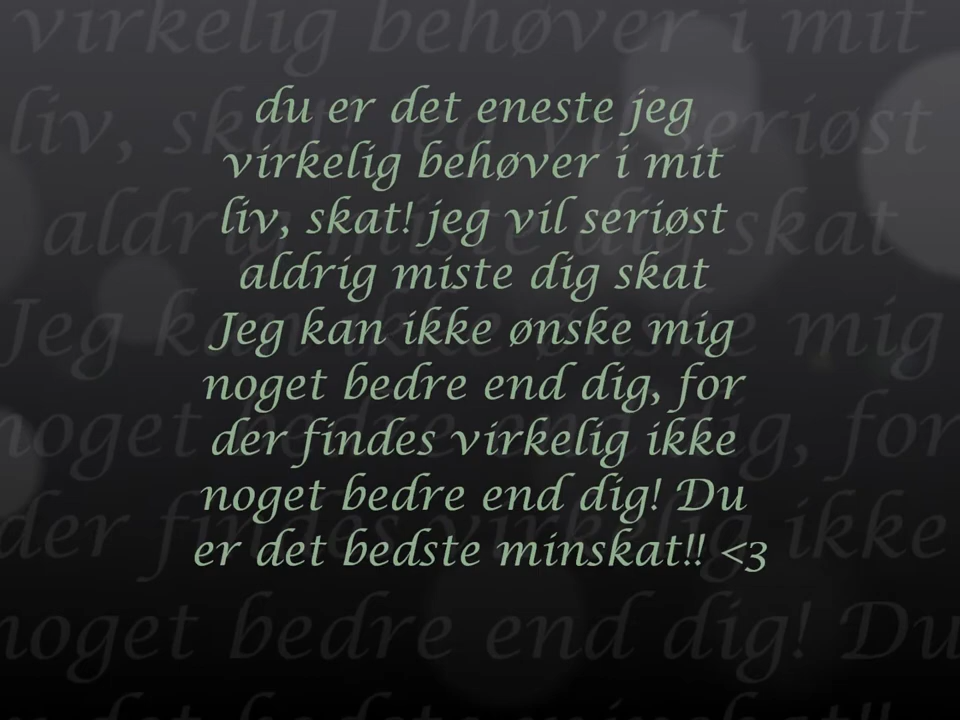 du er det eneste jeg
virkelig behøver i mit
liv, skat! jeg vil seriøst
aldrig miste dig skat
Jeg kan ikke ønske mig
noget bedre end dig, for
der findes virkelig ikke
noget bedre end dig! Du
er det bedste minskat!! <3